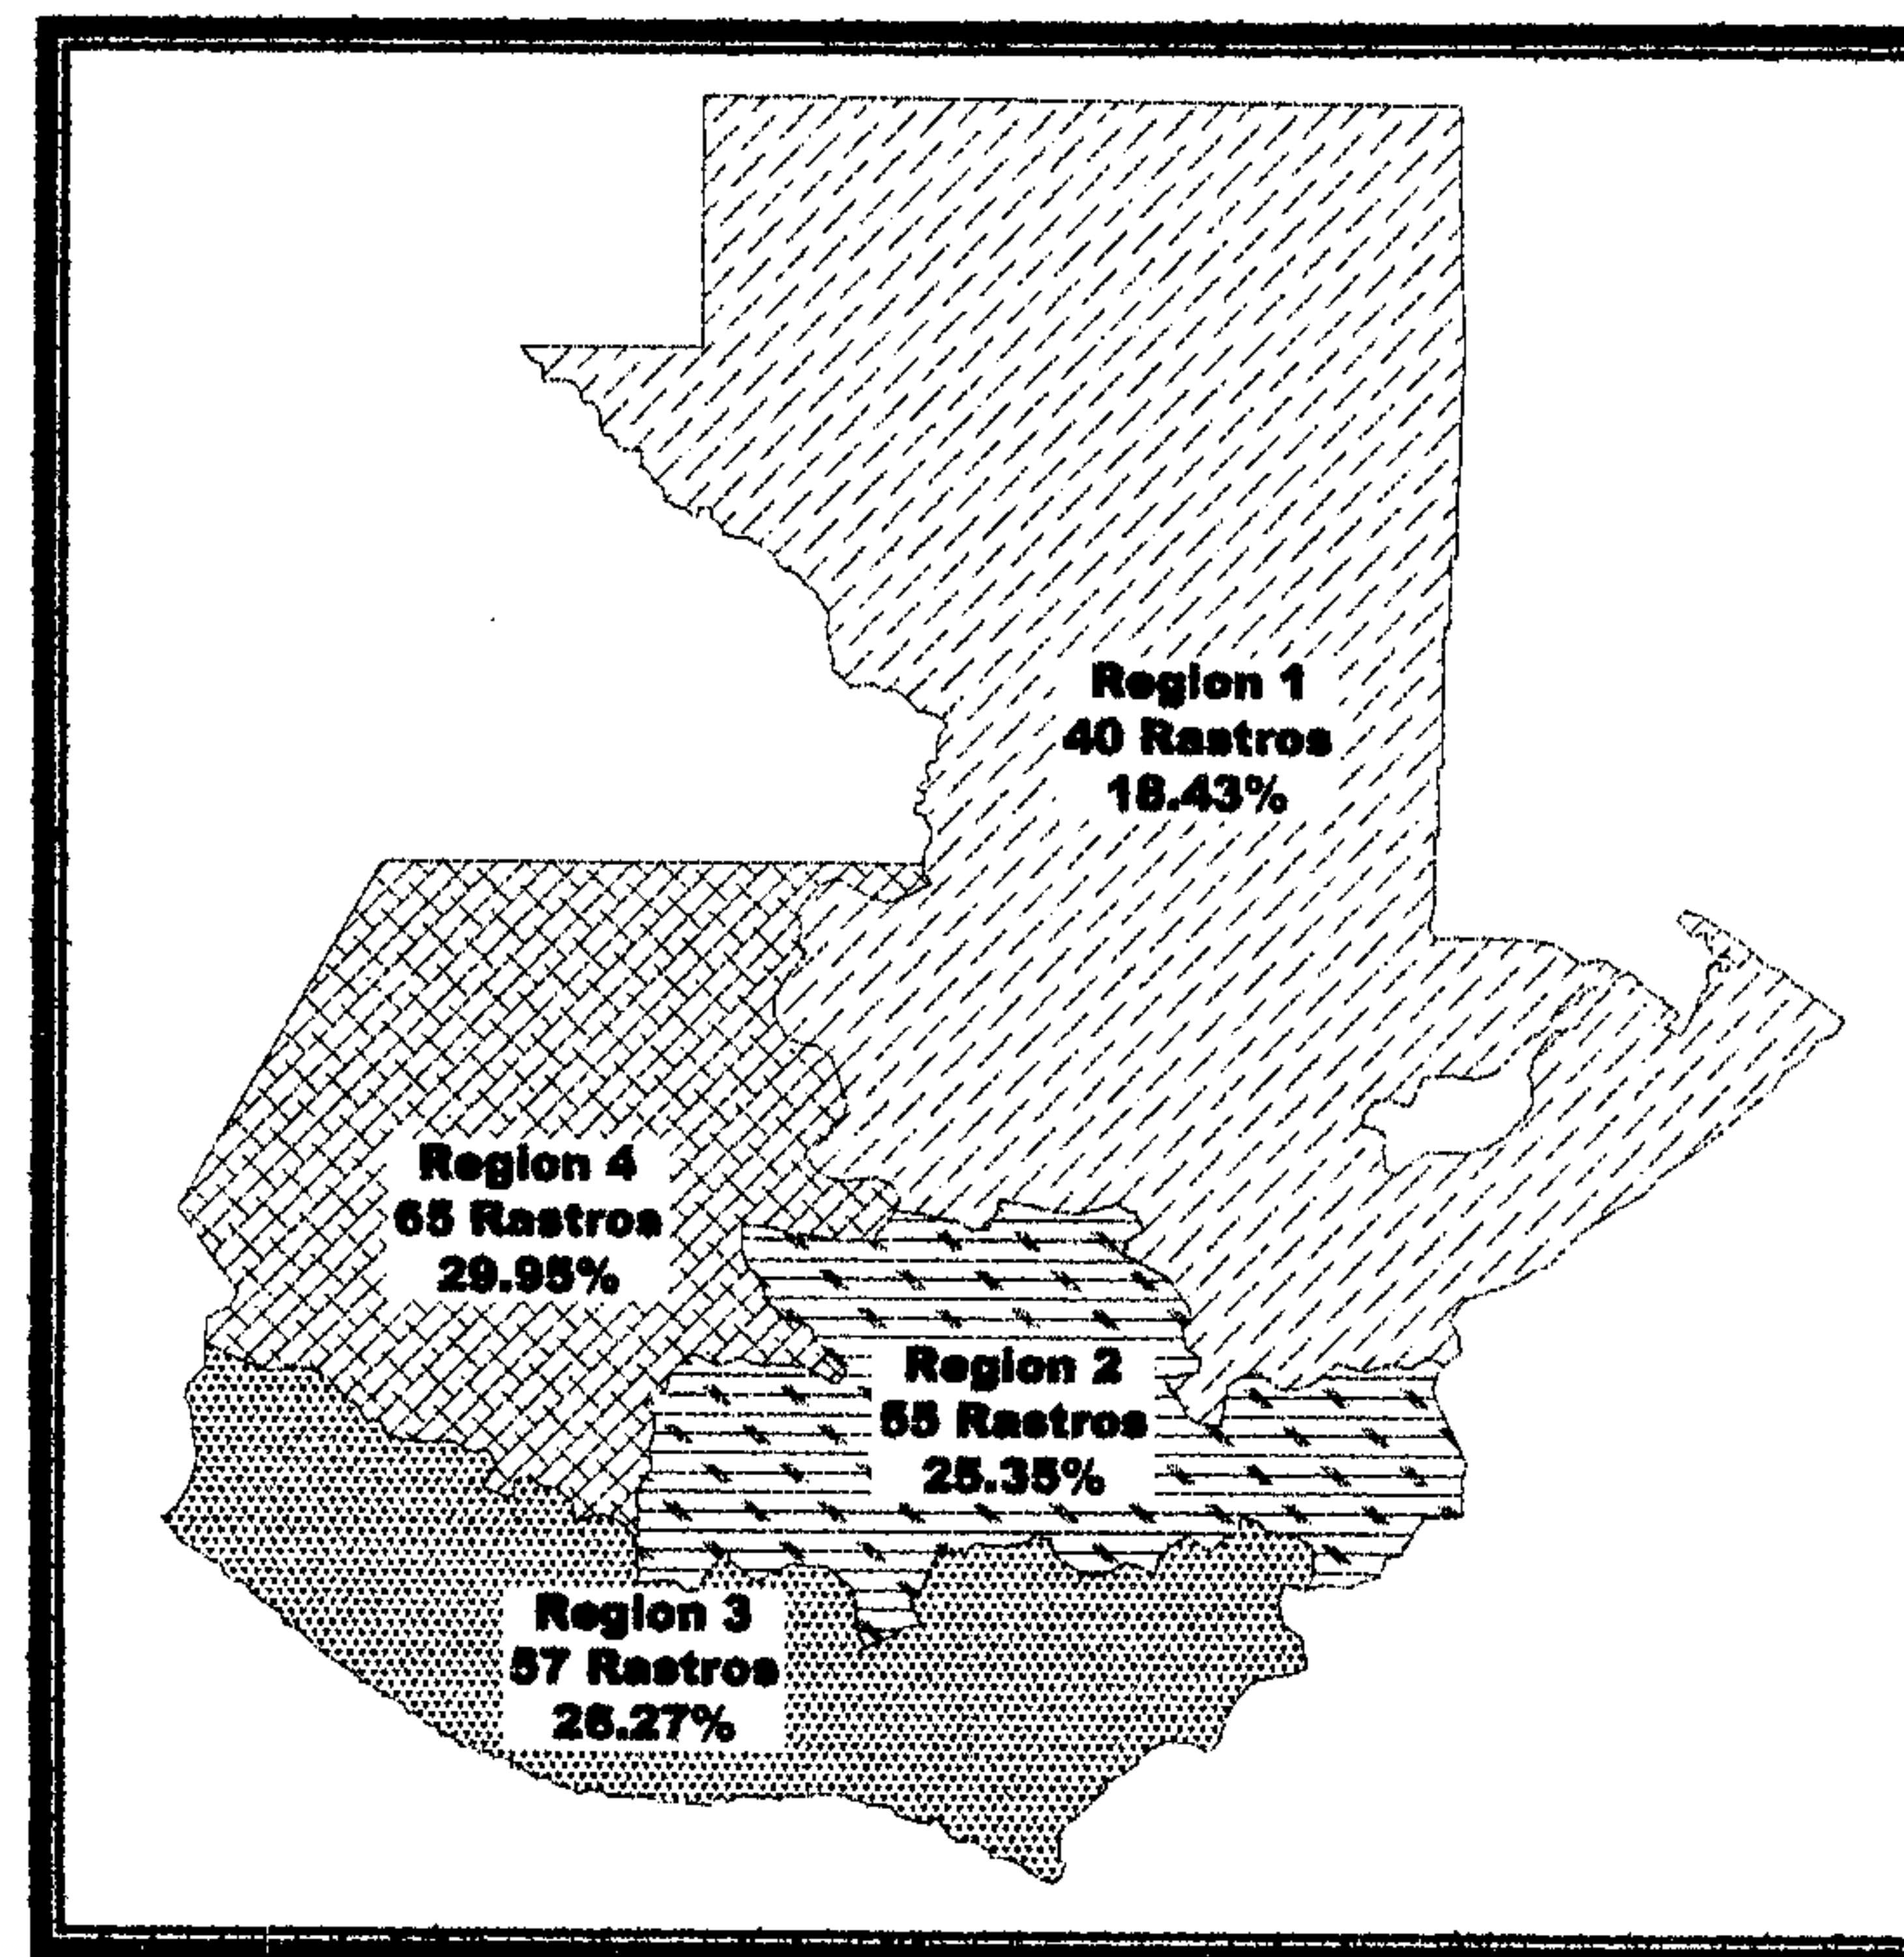 Region 1
40 Rastros
18.43%
Region 4
65 Rastros
29.95%
Region 2
55 Rastros
25.35%
Region 3
57 Rastros
26.27%